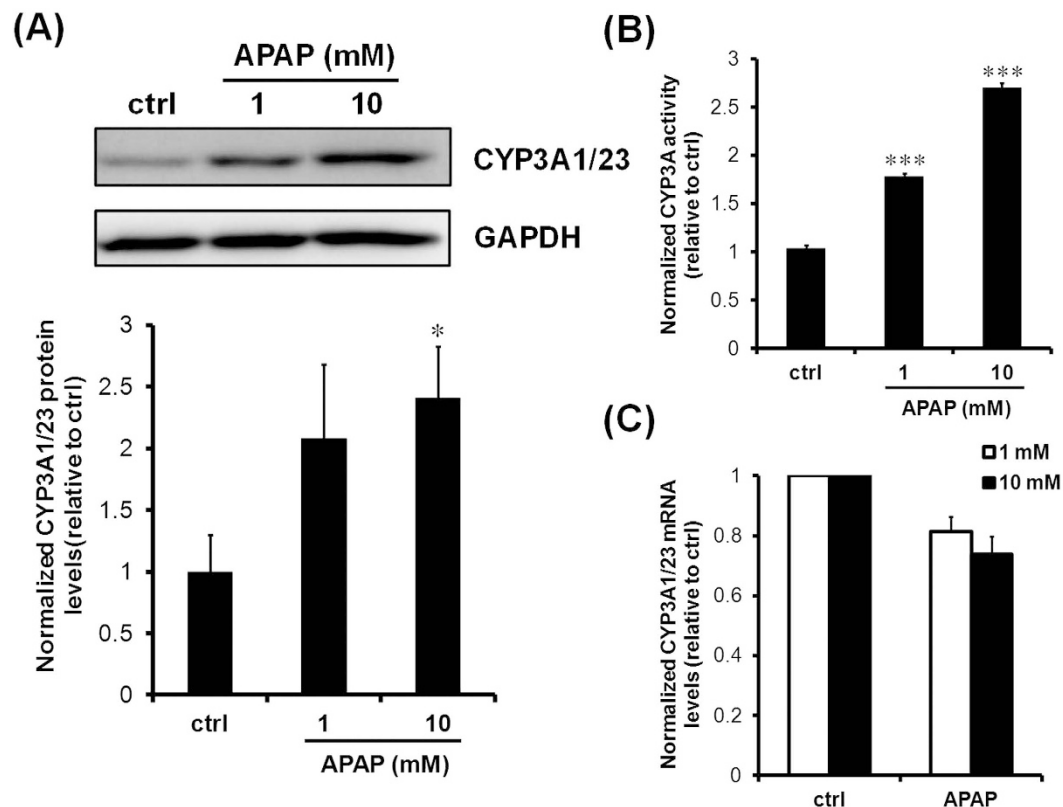 (A)
APAP (mM)
ctrl 1 10
CYP3A1/23
GAPDH
Normalized CYP3A1/23 protein
levels(relative to ctrl)
3
2.5
2
1.5
1
0.5
0
*
ctrl 1 10
APAP (mM)
(B)
Normalized CYP3A activity
(relative to ctrl)
3
2.5
2
1.5
1
0.5
0
***
***
ctrl 1 10
APAP (mM)
(C)
1 mM
10 mM
Normalized CYP3A1/23 mRNA
levels (relative to ctrl)
1
0.8
0.6
0.4
0.2
0
ctrl APAP